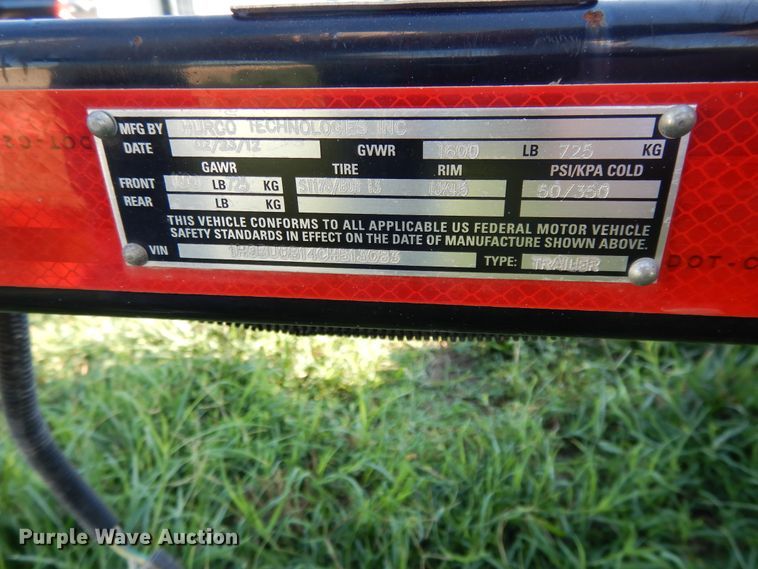 MFG BY HURCO TECHNOLOGIES INC
DATE 02/23/12 GVWR 1600 LB 725 KG
GAWR TIRE RIM PSI/KPA COLD
FRONT LB KG 50/350
REAR LB KG
THIS VEHICLE CONFORMS TO ALL APPLICABLE US FEDERAL MOTOR VEHICLE
SAFETY STANDARDS IN EFFECT ON THE DATE OF MANUFACTURE SHOWN ABOVE.
VIN TYPE: TRAILER
DOT-C
Purple Wave Auction